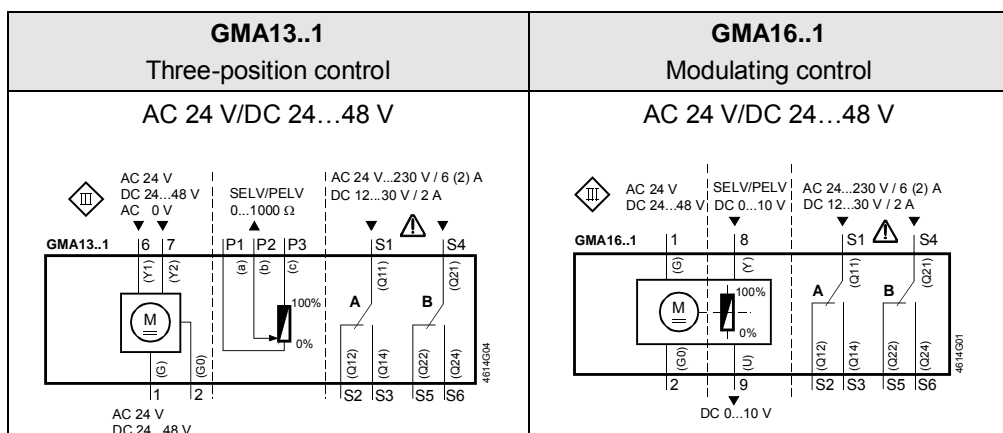 GMA13..1
Three-position control
AC 24 V/DC 24...48 V
AC 24 V
DC 24...48 V
AC 0 V
SELV/PELV
0...1000 Ω
AC 24 V...230 V / 6 (2) A
DC 12...30 V / 2 A
III
GMA13..1
6
7
P1
P2
P3
S1
S4
(Y1)
(Y2)
(a)
(b)
(c)
(Q11)
(Q21)
M
100%
0%
A
B
(G)
(G0)
(Q12)
(Q14)
(Q22)
(Q24)
1
2
S2
S3
S5
S6
4614G04
AC 24 V
DC 24...48 V
GMA16..1
Modulating control
AC 24 V/DC 24...48 V
III
AC 24 V
DC 24...48 V
SELV/PELV
DC 0...10 V
AC 24...230 V / 6 (2) A
DC 12...30 V / 2 A
GMA16..1
1
8
S1
S4
(G)
(Y)
(Q11)
(Q21)
M
100%
0%
A
B
(G0)
(U)
(Q12)
(Q14)
(Q22)
(Q24)
2
9
S2
S3
S5
S6
4614G01
DC 0...10 V